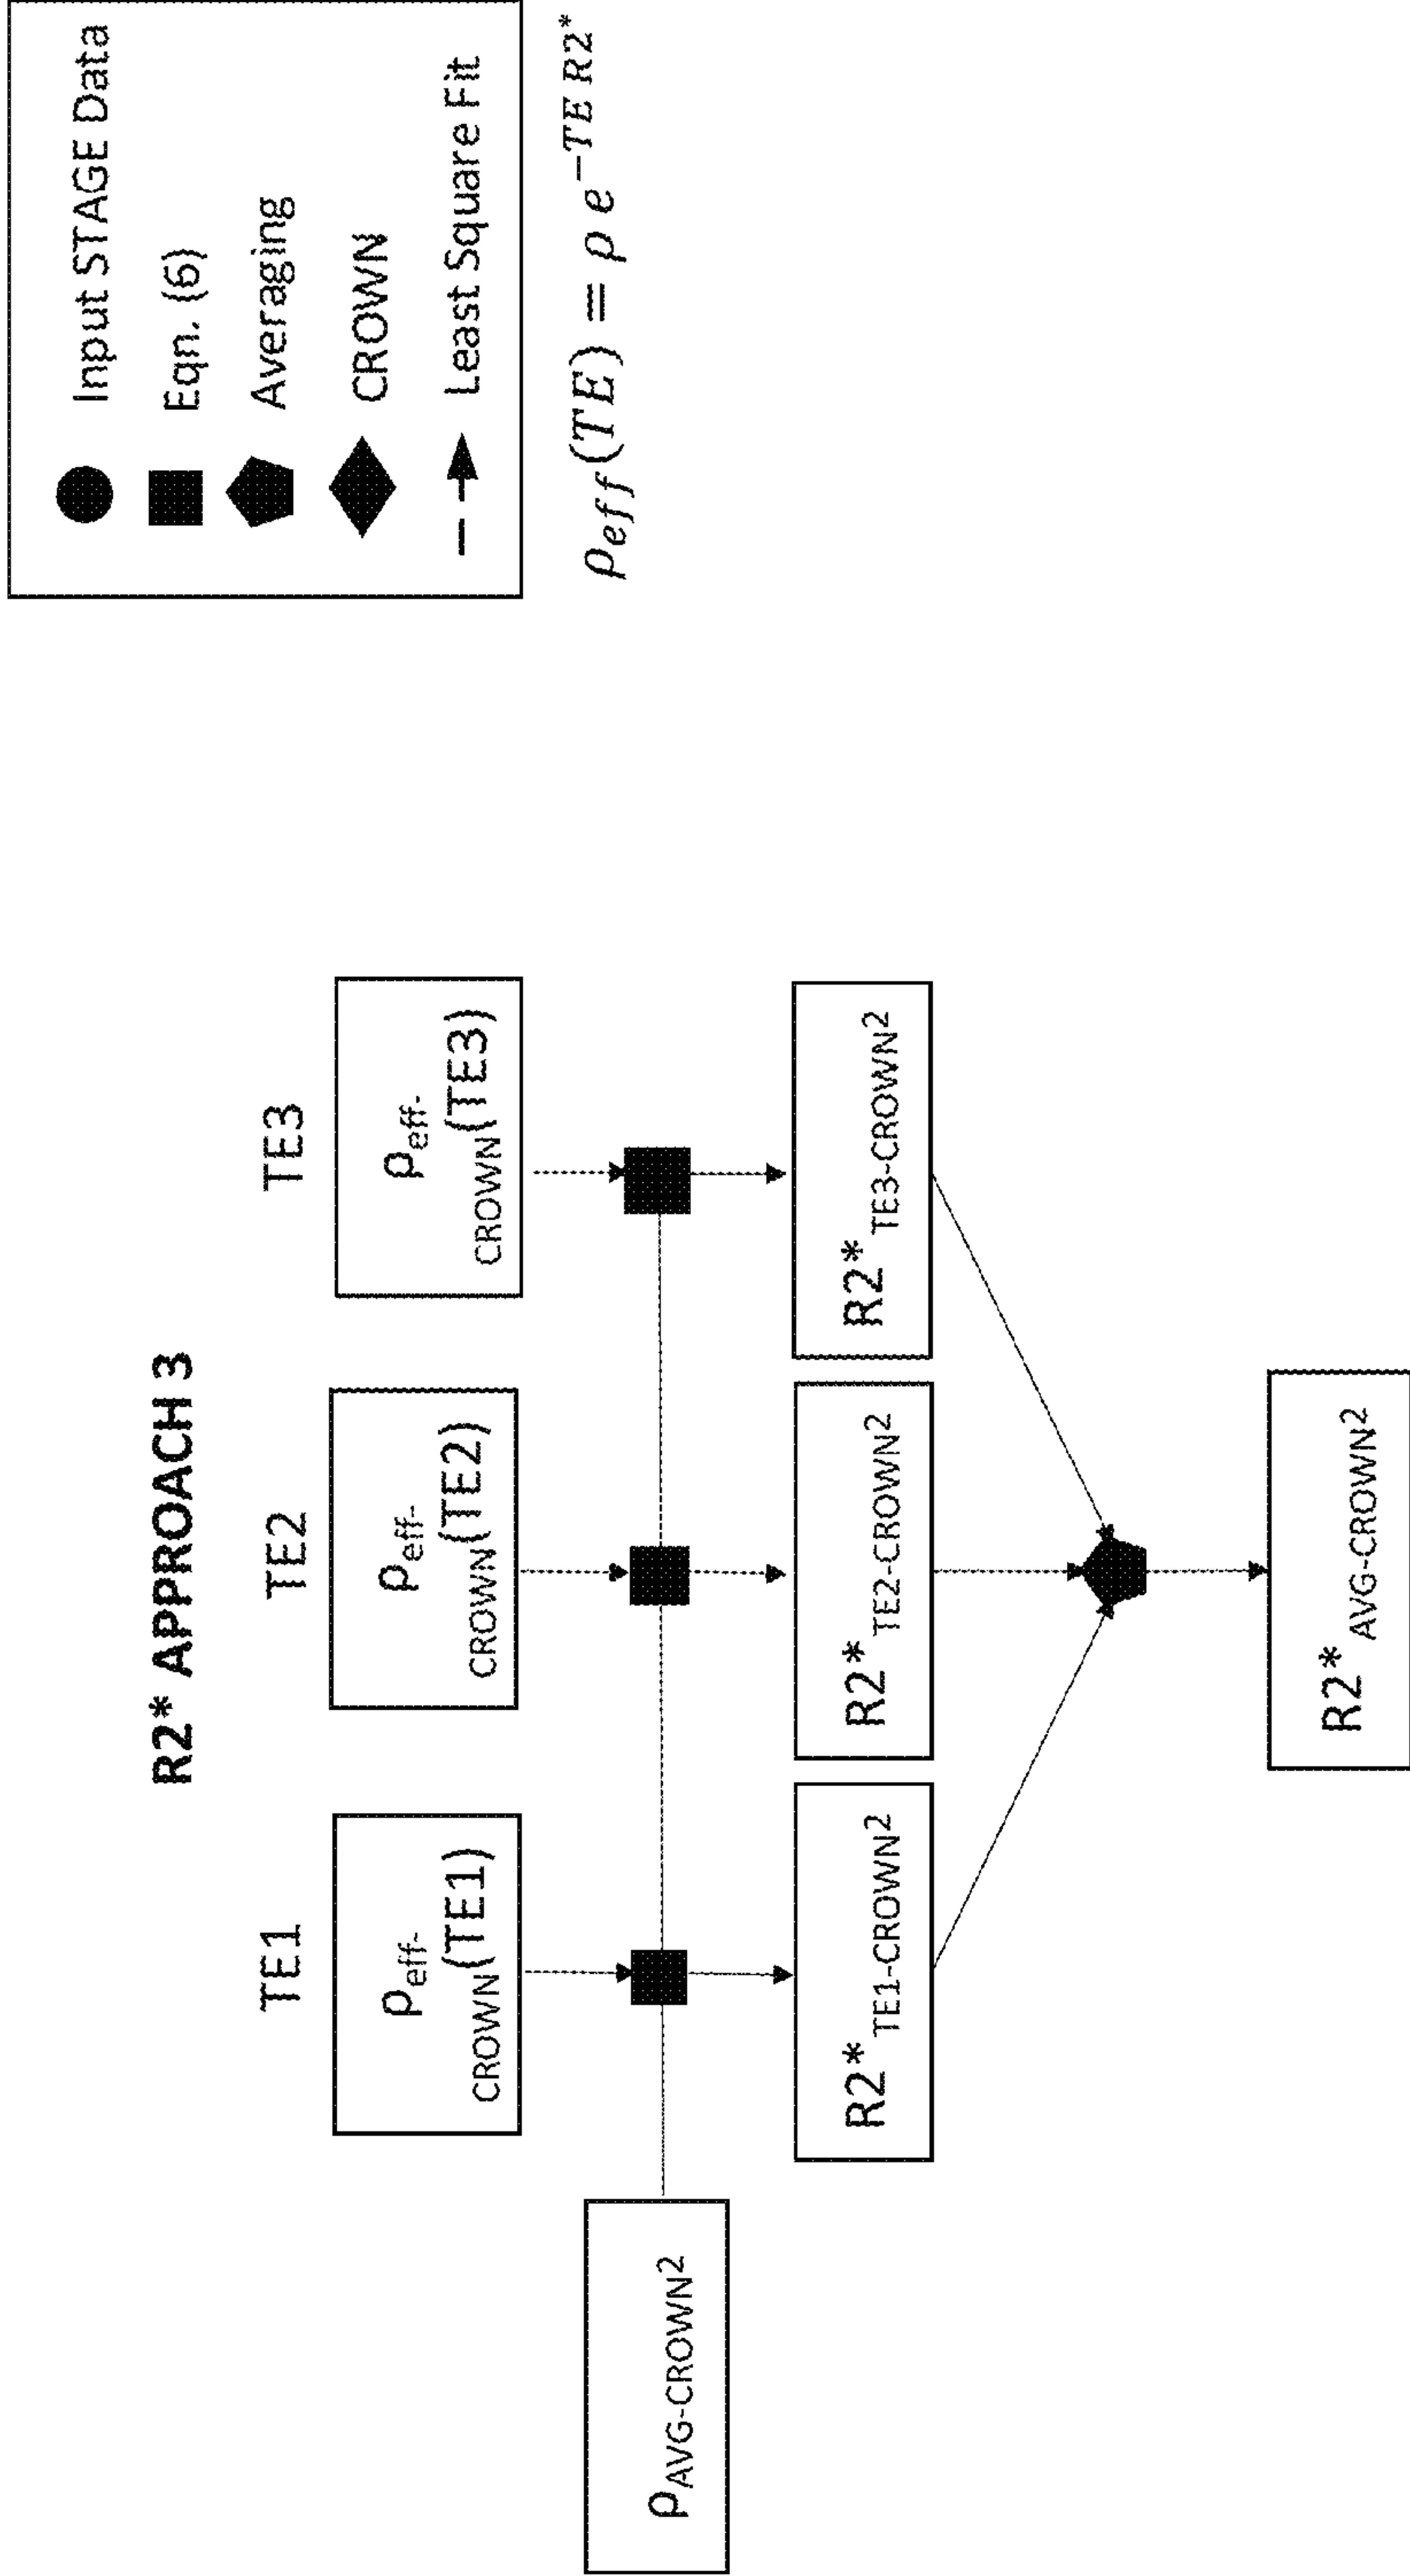 R2* APPROACH 3
TE1
TE2
TE3
ρeff-
CROWN(TE1)
ρeff-
CROWN(TE2)
ρeff-
CROWN(TE3)
ρAVG-CROWN²
R2*TE1-CROWN²
R2*TE2-CROWN²
R2*TE3-CROWN²
R2*AVG-CROWN²
Input STAGE Data
Eqn. (6)
Averaging
CROWN
Least Square Fit
ρeff(TE) = ρ e^−TE R2*